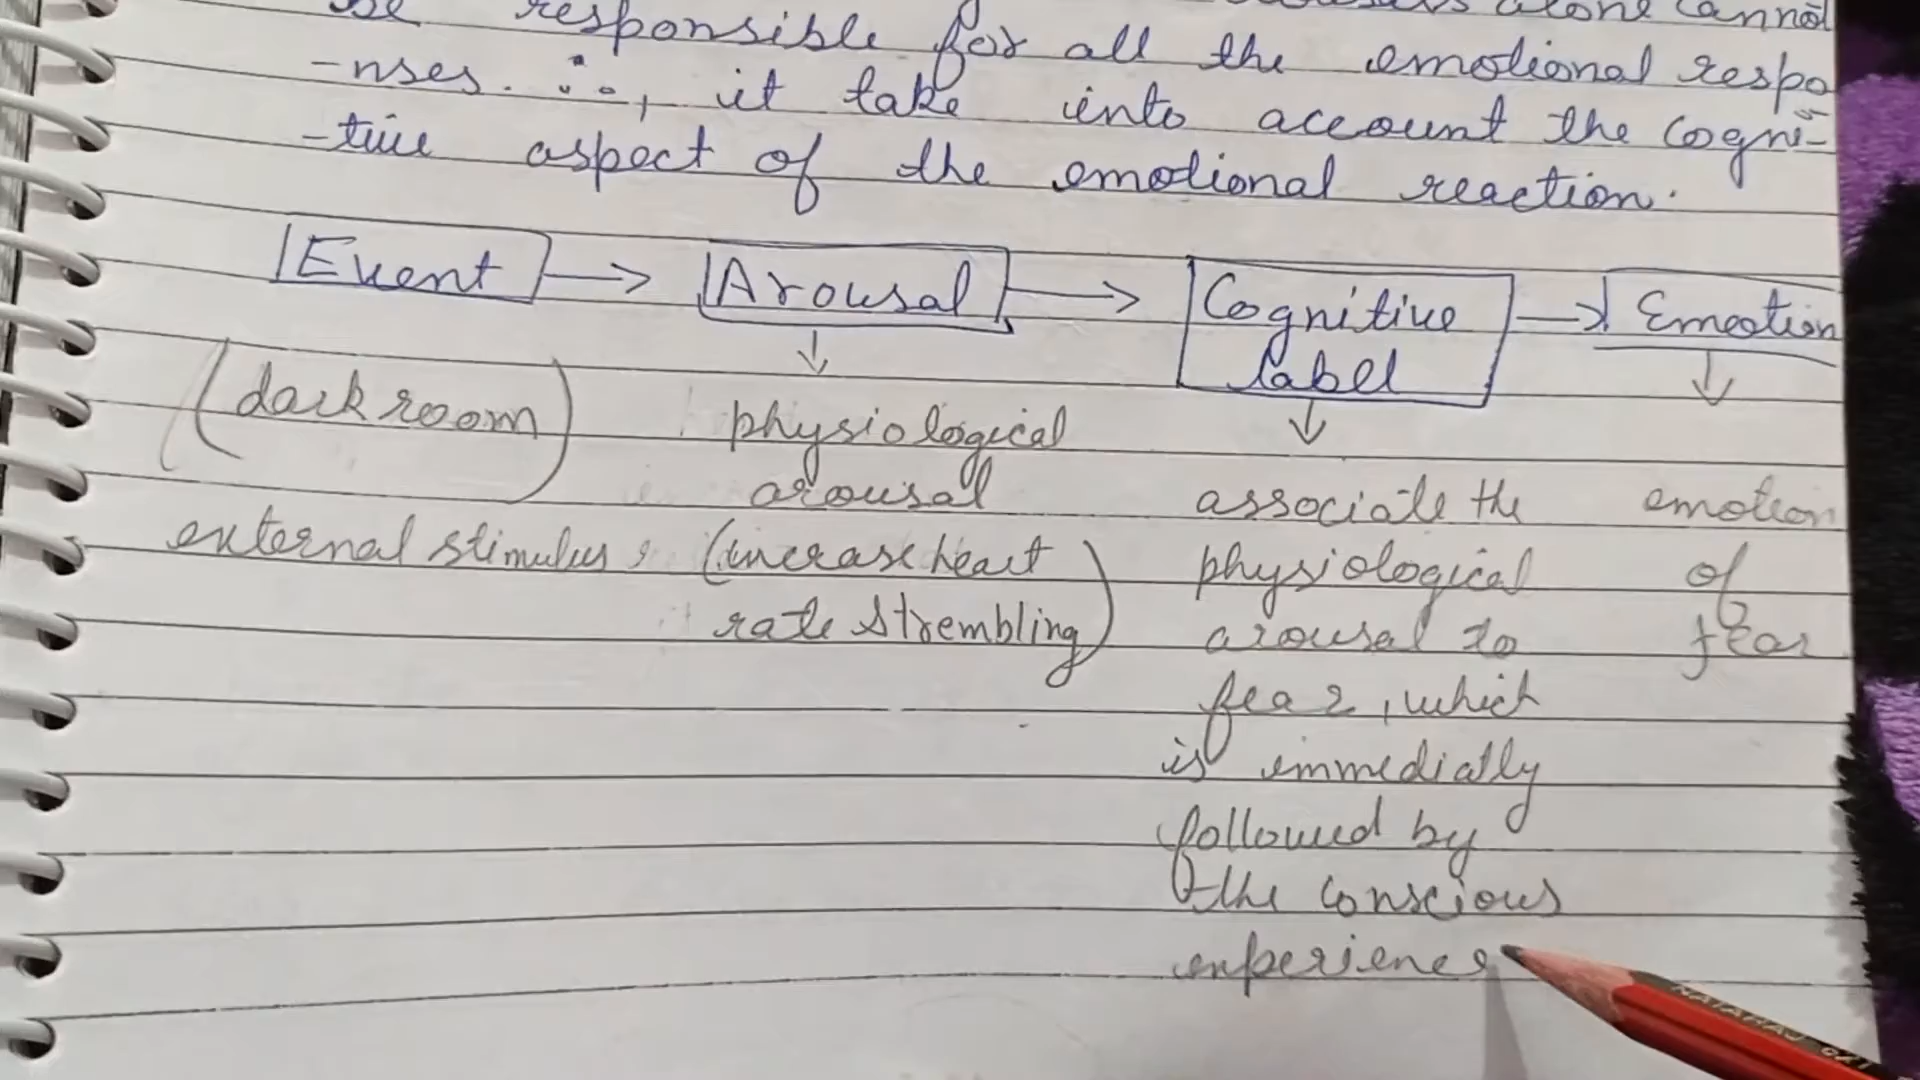 responsible for all the emotional respo
-nses. ∴, it take into account the cogni-
-tive aspect of the emotional reaction.
Event → Arousal → Cognitive label → Emotion
(dark room)
external stimulus
physiological
arousal
(increase heart
rate & trembling)
associate the
physiological
arousal to
fear, which
is immedially
followed by
the conscious
experience
emotion
of
fear
NATARAJ